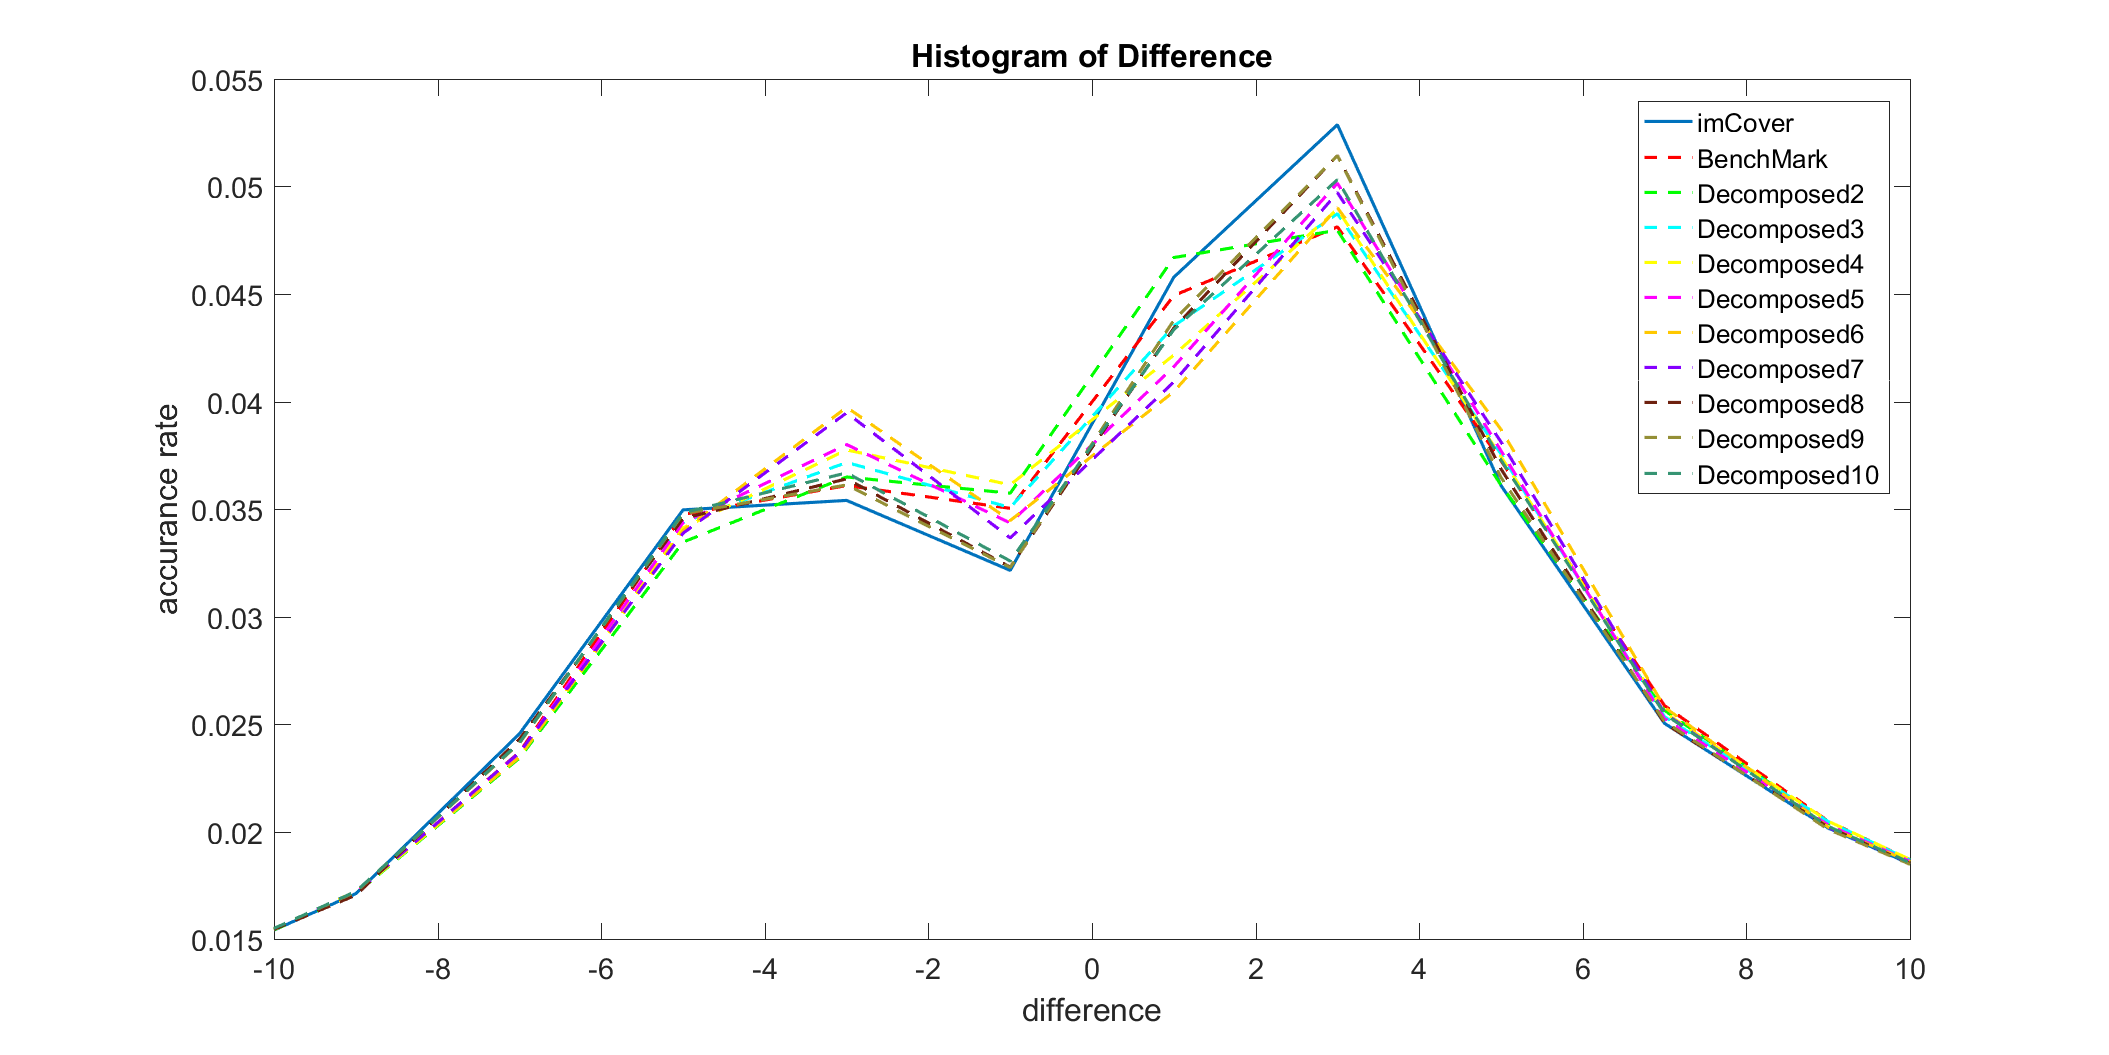 Histogram of Difference
0.055
0.05
0.045
0.04
0.035
0.03
0.025
0.02
0.015
accurance rate
-10 -8 -6 -4 -2 0 2 4 6 8 10
difference
imCover
BenchMark
Decomposed2
Decomposed3
Decomposed4
Decomposed5
Decomposed6
Decomposed7
Decomposed8
Decomposed9
Decomposed10